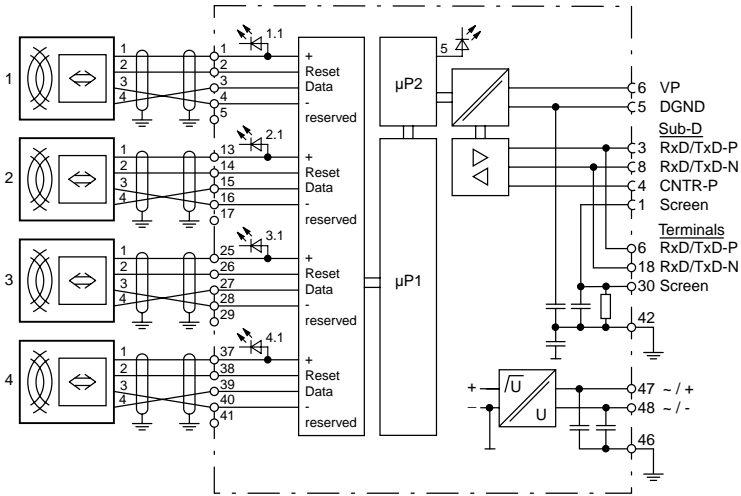 1
1
2
3
4
1
2
3
4
5
1.1
+
Reset
Data
-
reserved
2
1
2
3
4
13
14
15
16
17
2.1
+
Reset
Data
-
reserved
3
1
2
3
4
25
26
27
28
29
3.1
+
Reset
Data
-
reserved
4
1
2
3
4
37
38
39
40
41
4.1
+
Reset
Data
-
reserved
µP2
5
µP1
6 VP
5 DGND
Sub-D
3 RxD/TxD-P
8 RxD/TxD-N
4 CNTR-P
1 Screen
Terminals
6 RxD/TxD-P
18 RxD/TxD-N
30 Screen
42
+
–
√U
U
47 ~ / +
48 ~ / -
46